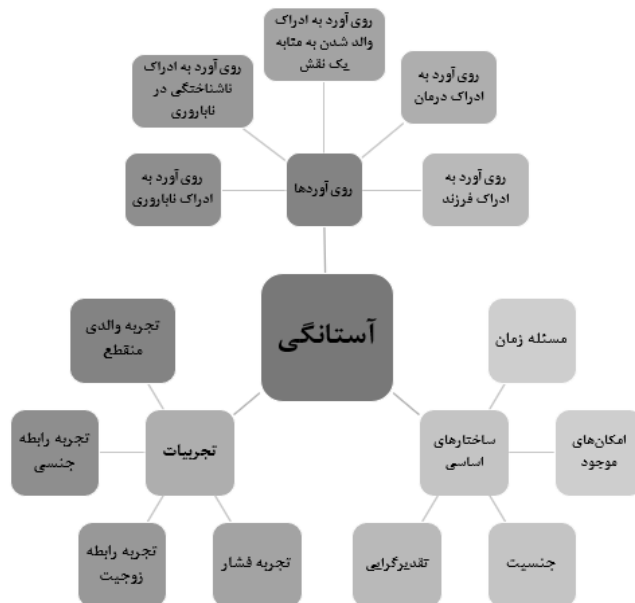 روی آورد به ادراک
والد شدن به مثابه
یک نقش
روی آورد به
ادراک درمان
روی آورد به ادراک
ناشناختگی در
ناباروری
روی آورد به
ادراک فرزند
روی آوردها
روی آورد به
ادراک ناباروری
آستانگی
مسئله زمان
تجربه والدی
منقطع
امکان‌های
موجود
ساختارهای
اساسی
تجربیات
تجربه رابطه
جنسی
جنسیت
تقدیرگرایی
تجربه فشار
تجربه رابطه
زوجیت